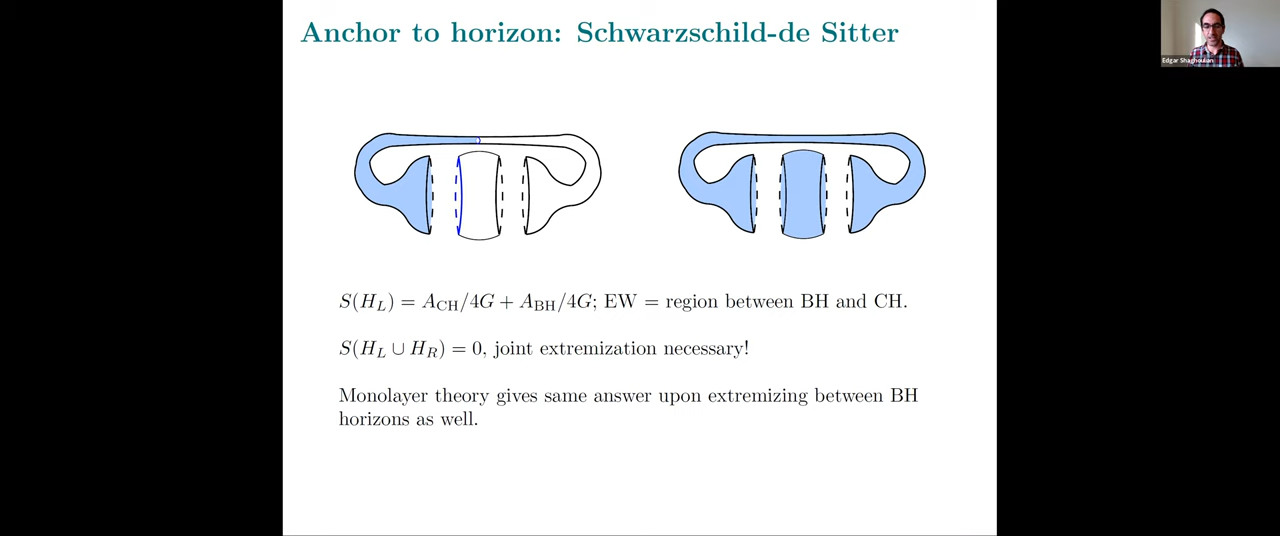 Anchor to horizon: Schwarzschild-de Sitter
Edgar Shaghoulian
S(H_L) = A_CH/4G + A_BH/4G; EW = region between BH and CH.
S(H_L ∪ H_R) = 0, joint extremization necessary!
Monolayer theory gives same answer upon extremizing between BH
horizons as well.